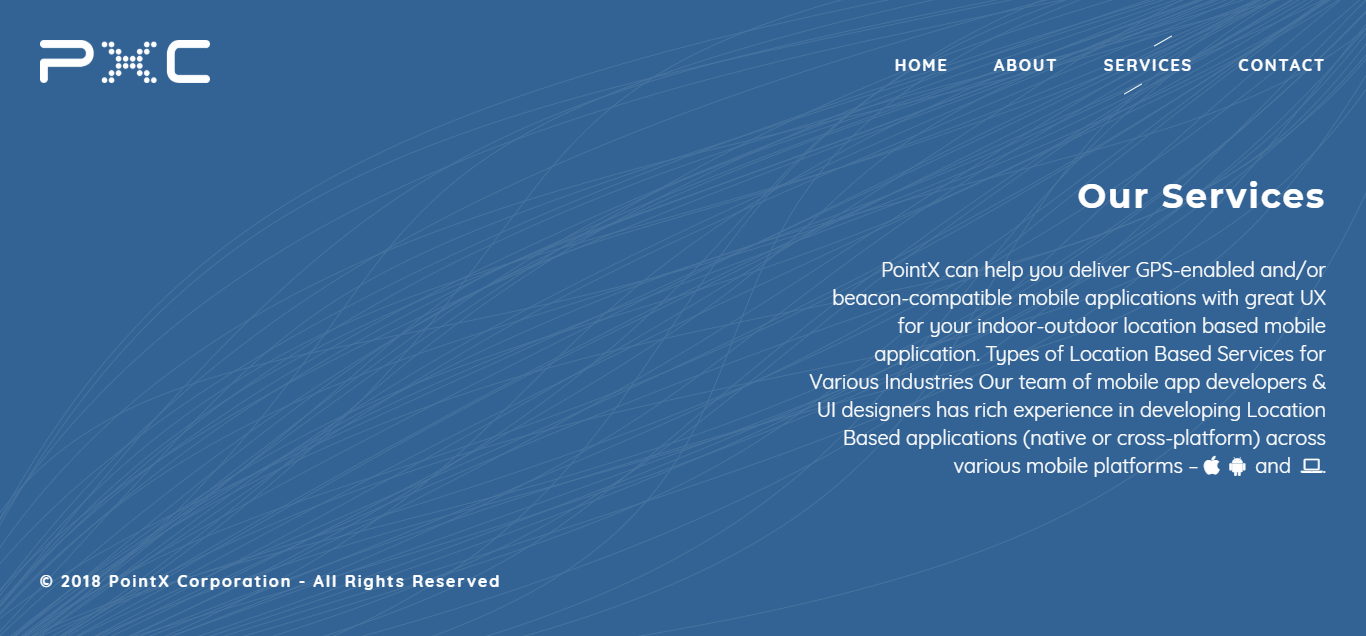 PXC
HOME ABOUT SERVICES CONTACT
Our Services
PointX can help you deliver GPS-enabled and/or
beacon-compatible mobile applications with great UX
for your indoor-outdoor location based mobile
application. Types of Location Based Services for
Various Industries Our team of mobile app developers &
UI designers has rich experience in developing Location
Based applications (native or cross-platform) across
various mobile platforms – and .
© 2018 PointX Corporation - All Rights Reserved